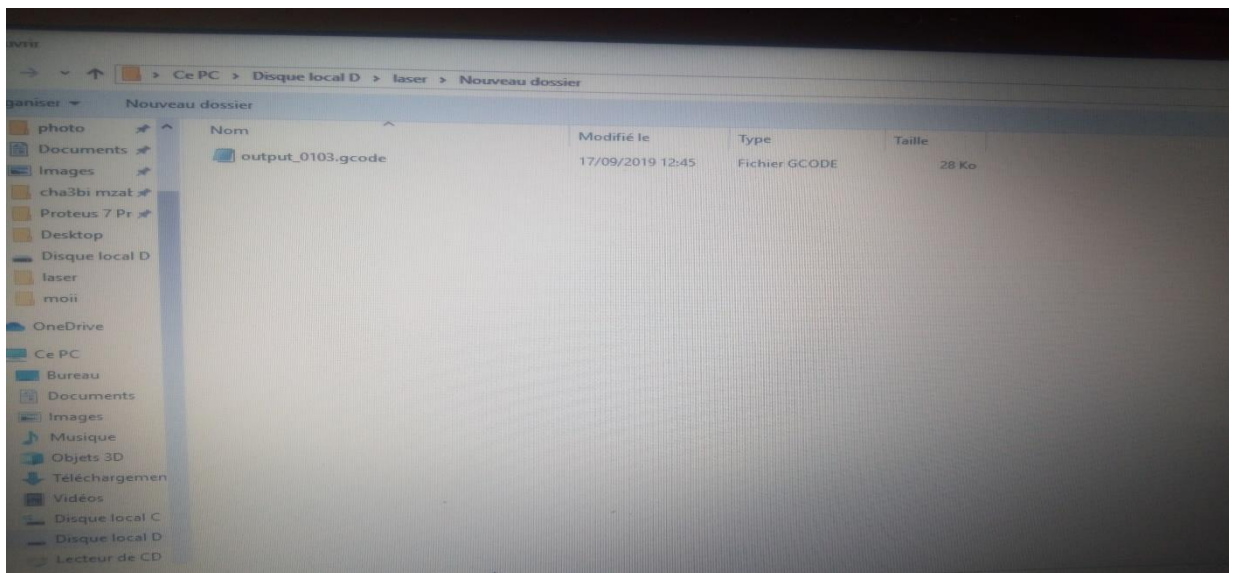 Ce PC > Disque local D > laser > Nouveau dossier
Nouveau dossier
Nom Modifié le Type Taille
output_0103.gcode 17/09/2019 12:45 Fichier GCODE 28 Ko
photo
Documents
Images
cha3bi mzat
Proteus 7 Pr
Desktop
Disque local D
laser
moii
OneDrive
Ce PC
Bureau
Documents
Images
Musique
Objets 3D
Téléchargemen
Vidéos
Disque local C
Disque local D
Lecteur de CD